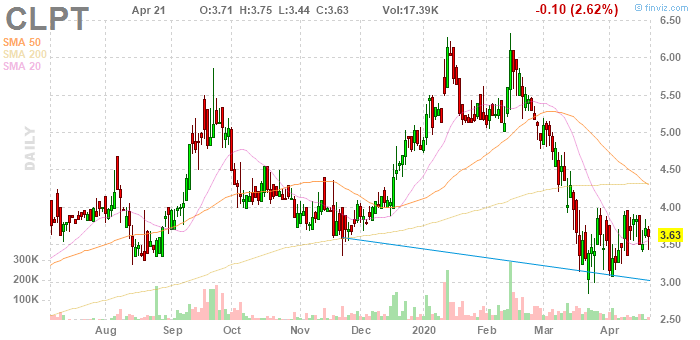 CLPT Apr 21 O:3.71 H:3.75 L:3.44 C:3.63 Vol:17.39K -0.10 (2.62%)
© finviz.com
SMA 50
SMA 200
SMA 20
DAILY
6.50
6.00
5.50
5.00
4.50
4.00
3.63
3.50
3.00
2.50
300K
200K
100K
Aug Sep Oct Nov Dec 2020 Feb Mar Apr